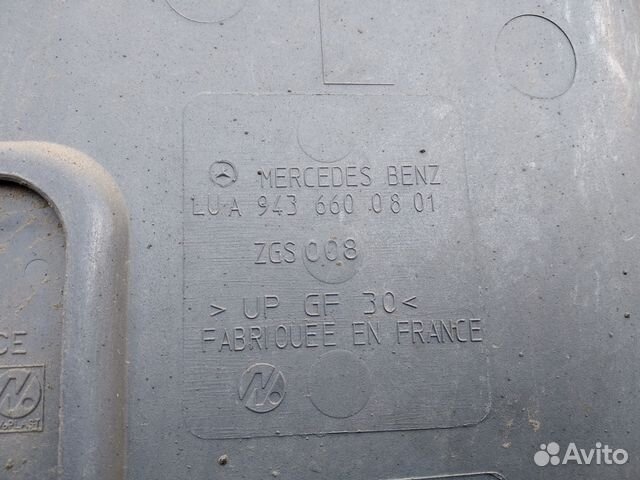 MERCEDES BENZ
LU-A 943 660 08 01
ZGS 008
> UP GF 30<
FABRIQUEE EN FRANCE
CE
Avito